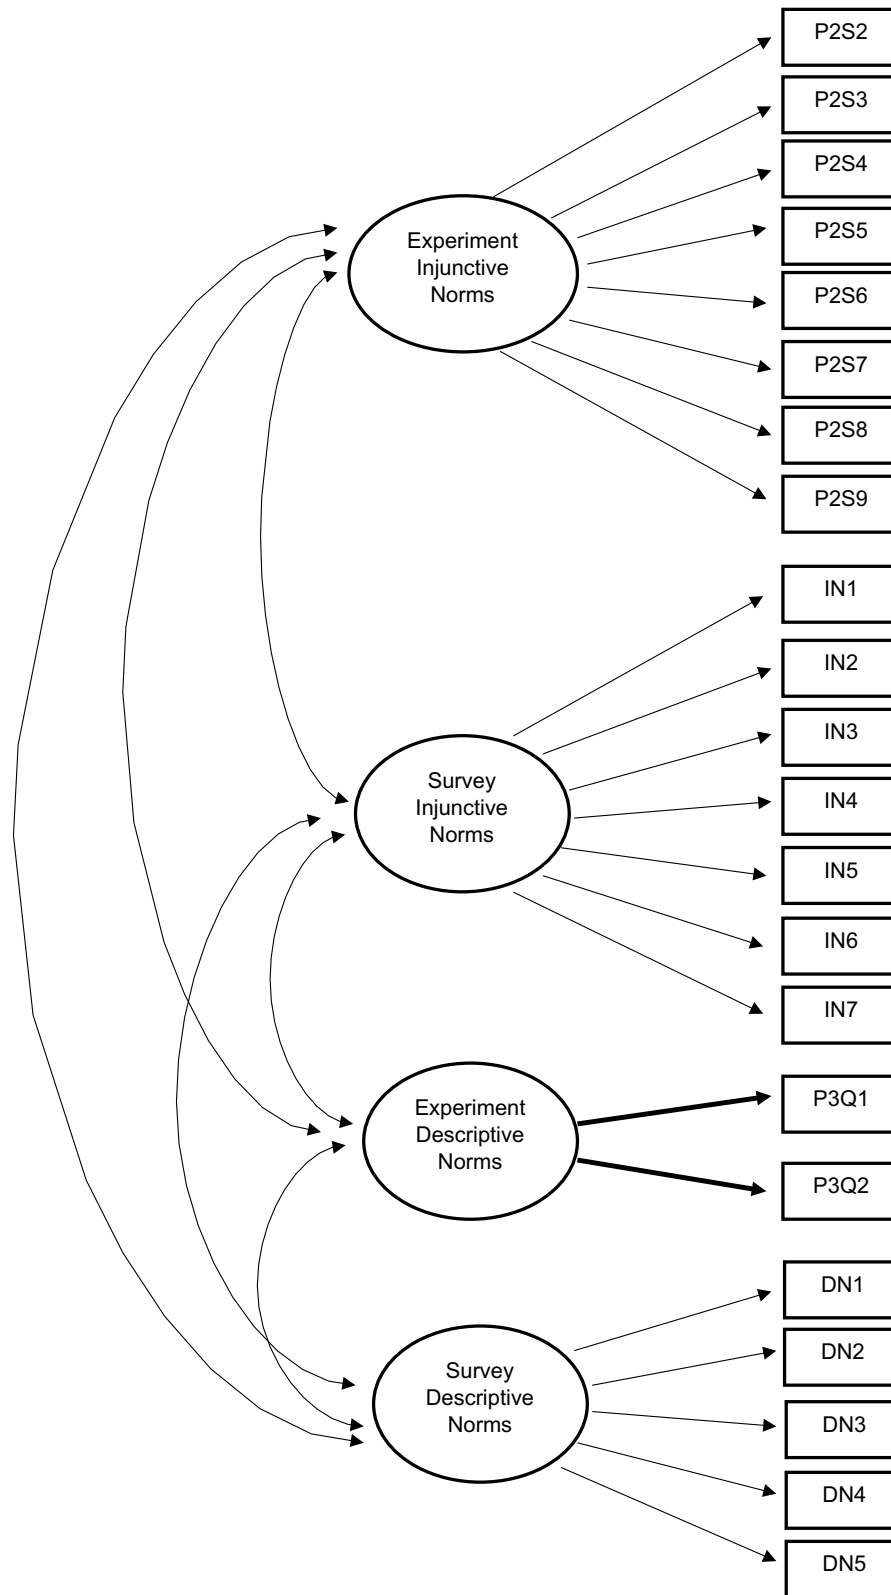 P2S2
P2S3
P2S4
P2S5
P2S6
P2S7
P2S8
P2S9
Experiment
Injunctive
Norms
IN1
IN2
IN3
IN4
IN5
IN6
IN7
Survey
Injunctive
Norms
P3Q1
P3Q2
Experiment
Descriptive
Norms
DN1
DN2
DN3
DN4
DN5
Survey
Descriptive
Norms